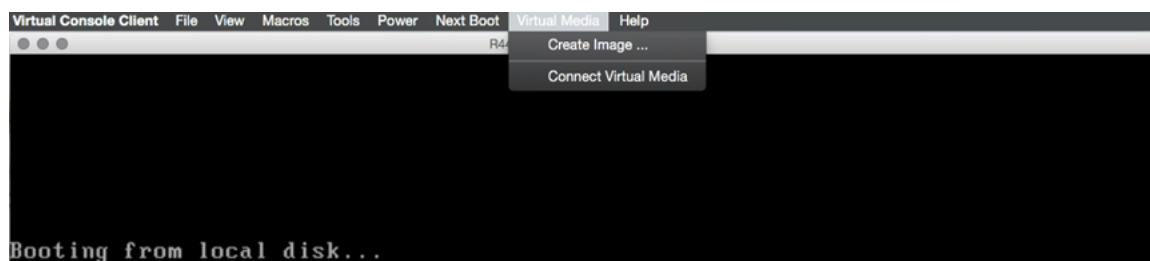 Virtual Console Client File View Macros Tools Power Next Boot Virtual Media Help
R44
Create Image ...
Connect Virtual Media
Booting from local disk...